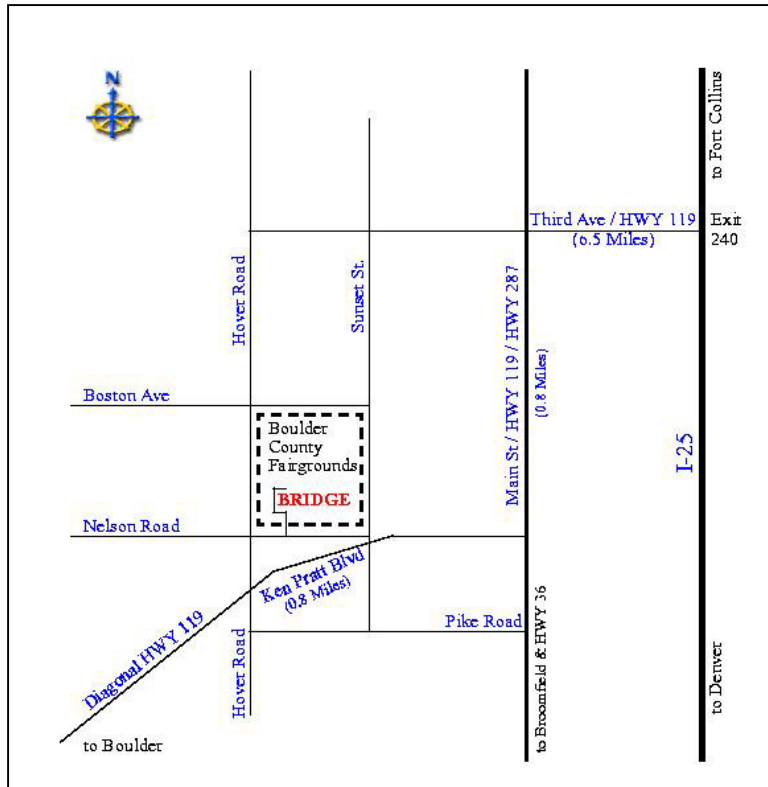 N
to Fort Collins
Third Ave / HWY 119
(6.5 Miles)
Exit
240
Hover Road
Sunset St.
Main St / HWY 119 / HWY 287
(0.8 Miles)
I-25
Boston Ave
Boulder
County
Fairgrounds
BRIDGE
Nelson Road
Ken Pratt Blvd
(0.8 Miles)
Pike Road
Diagonal HWY 119
Hover Road
to Broomfield & HWY 36
to Denver
to Boulder